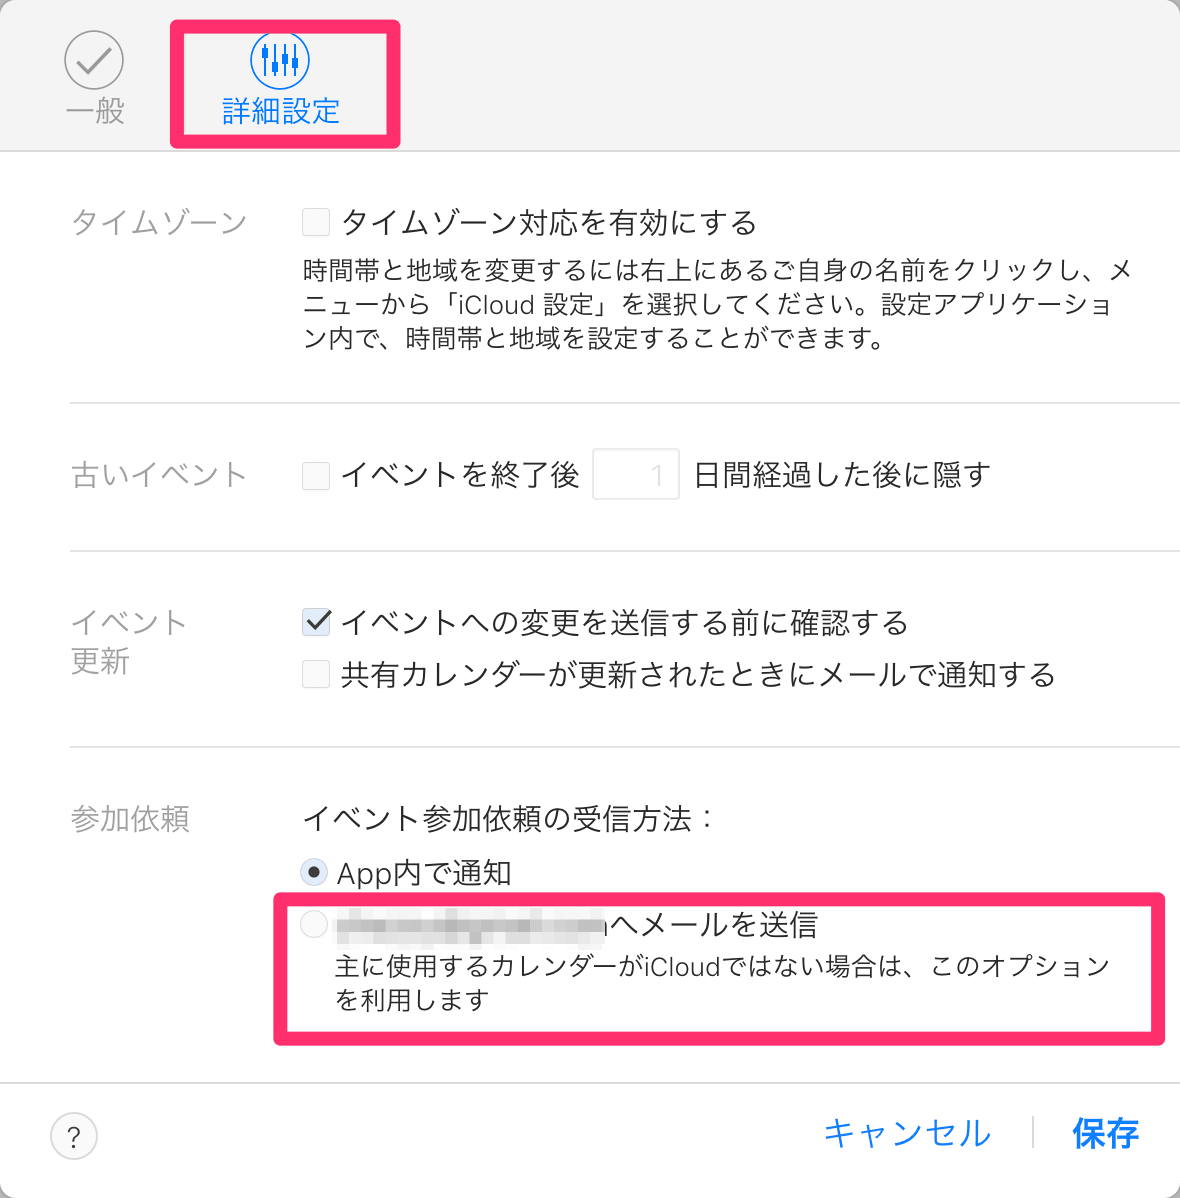 一般
詳細設定
タイムゾーン
タイムゾーン対応を有効にする
時間帯と地域を変更するには右上にあるご自身の名前をクリックし、メ
ニューから「iCloud 設定」を選択してください。設定アプリケーショ
ン内で、時間帯と地域を設定することができます。
古いイベント
イベントを終了後 1 日間経過した後に隠す
イベント
更新
イベントへの変更を送信する前に確認する
共有カレンダーが更新されたときにメールで通知する
参加依頼
イベント参加依頼の受信方法：
App内で通知
へメールを送信
主に使用するカレンダーがiCloudではない場合は、このオプション
を利用します
?
キャンセル
保存